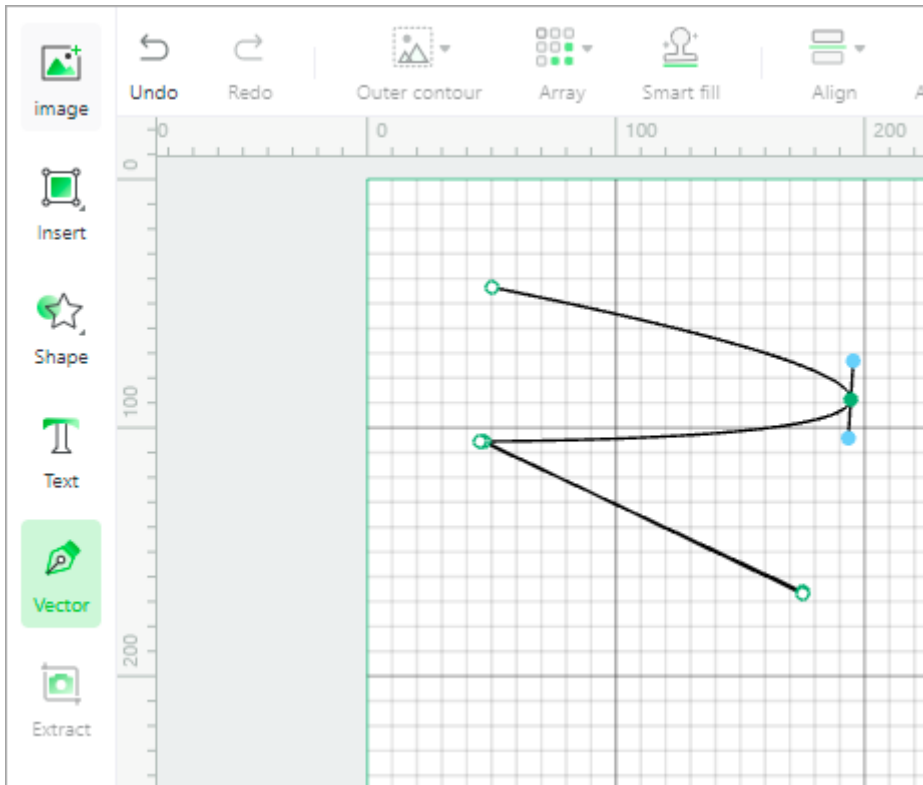 image
Insert
Shape
Text
Vector
Extract
Undo
Redo
Outer contour
Array
Smart fill
Align
0
0
100
200
0
100
200